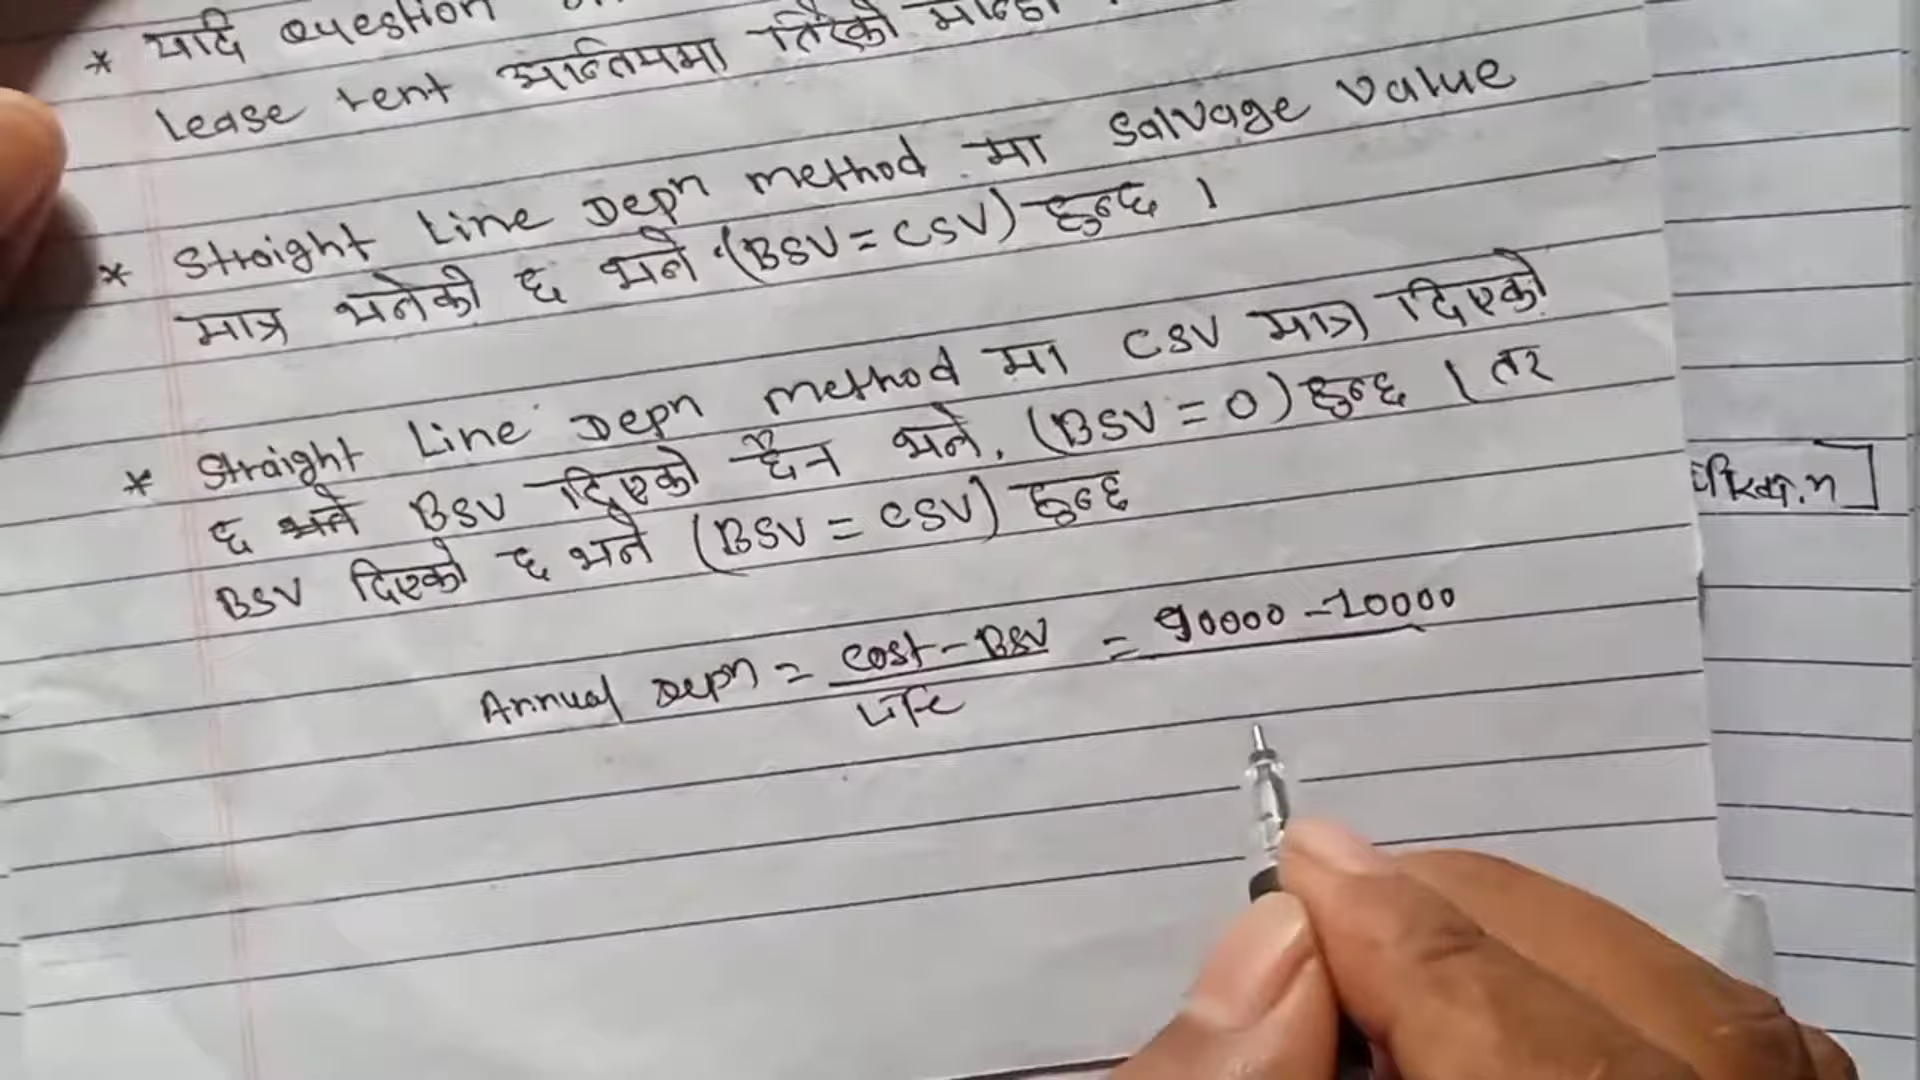 * यदि question
Lease rent अन्तिममा तिरेको
* Straight Line Depn method मा Salvage Value
मात्र भनेको छ भने (BSV = CSV) हुन्छ ।
* Straight Line Depn method मा CSV मात्र दिएको
छ भने BSV दिएको छैन भने, (BSV = 0) हुन्छ । तर
BSV दिएको छ भने (BSV = CSV) हुन्छ
Annual Depn = Cost - BSV / Life = 90000 - 10000